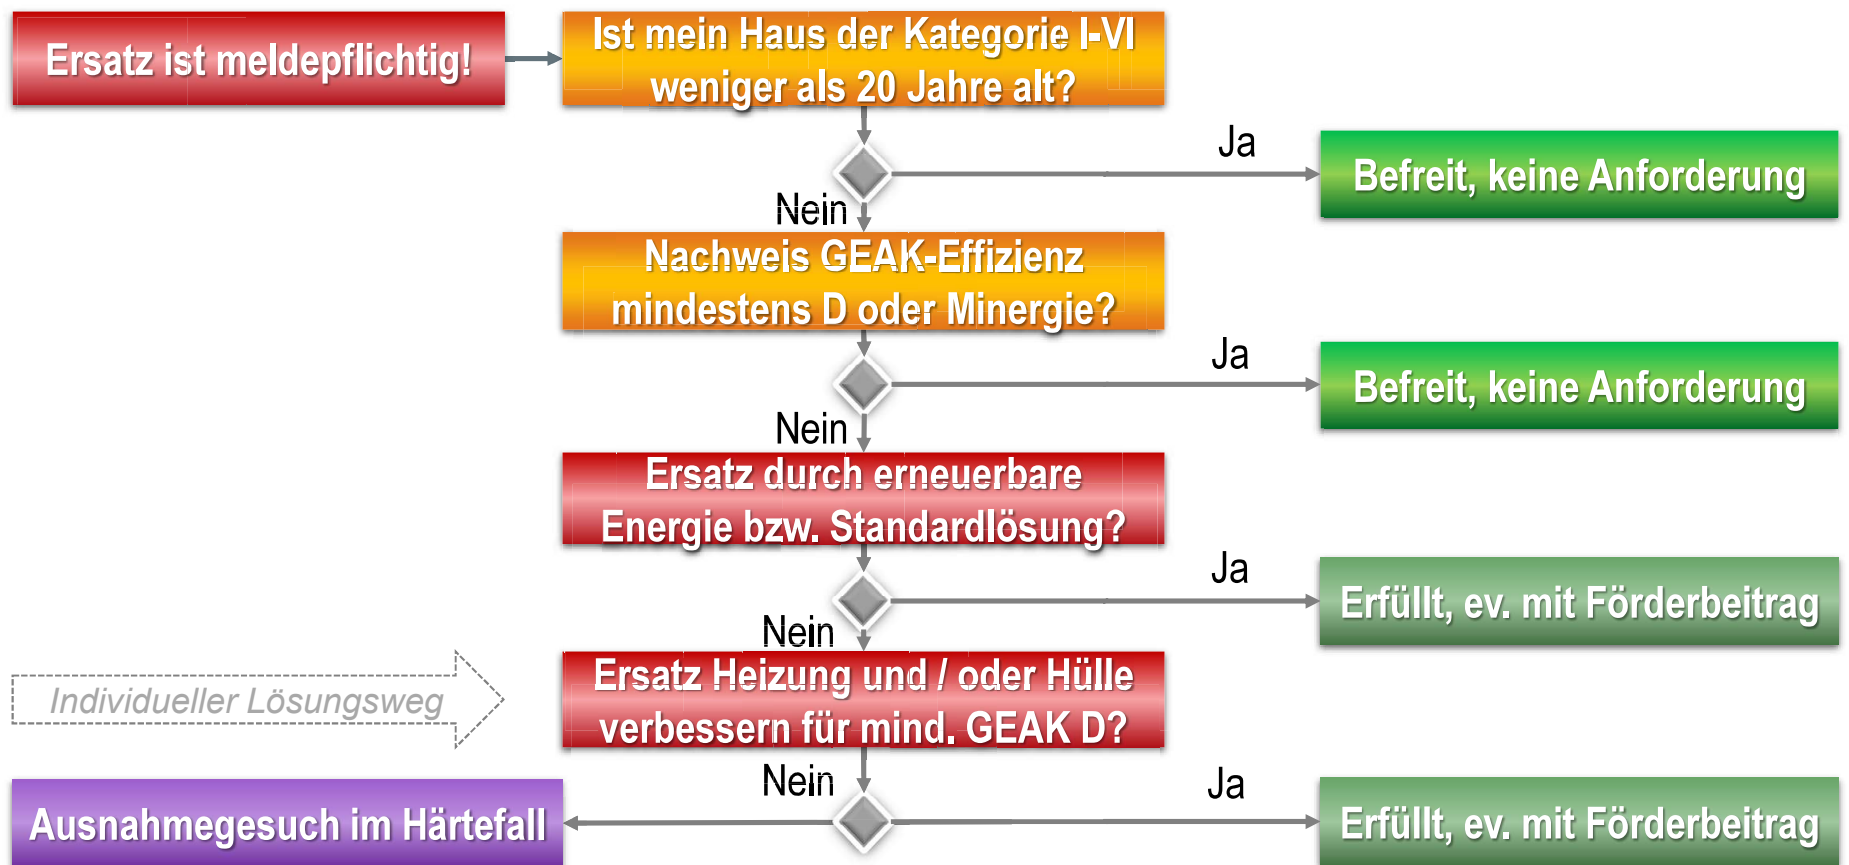 Ersatz ist meldepflichtig!
Ist mein Haus der Kategorie I-VI
weniger als 20 Jahre alt?
Ja
Befreit, keine Anforderung
Nein
Nachweis GEAK-Effizienz
mindestens D oder Minergie?
Ja
Befreit, keine Anforderung
Nein
Ersatz durch erneuerbare
Energie bzw. Standardlösung?
Ja
Erfüllt, ev. mit Förderbeitrag
Nein
Individueller Lösungsweg
Ersatz Heizung und / oder Hülle
verbessern für mind. GEAK D?
Nein
Ja
Ausnahmegesuch im Härtefall
Erfüllt, ev. mit Förderbeitrag